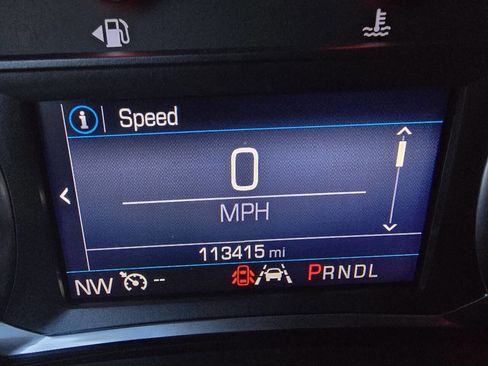 i Speed
0
MPH
113415 mi
NW -- PRNDL